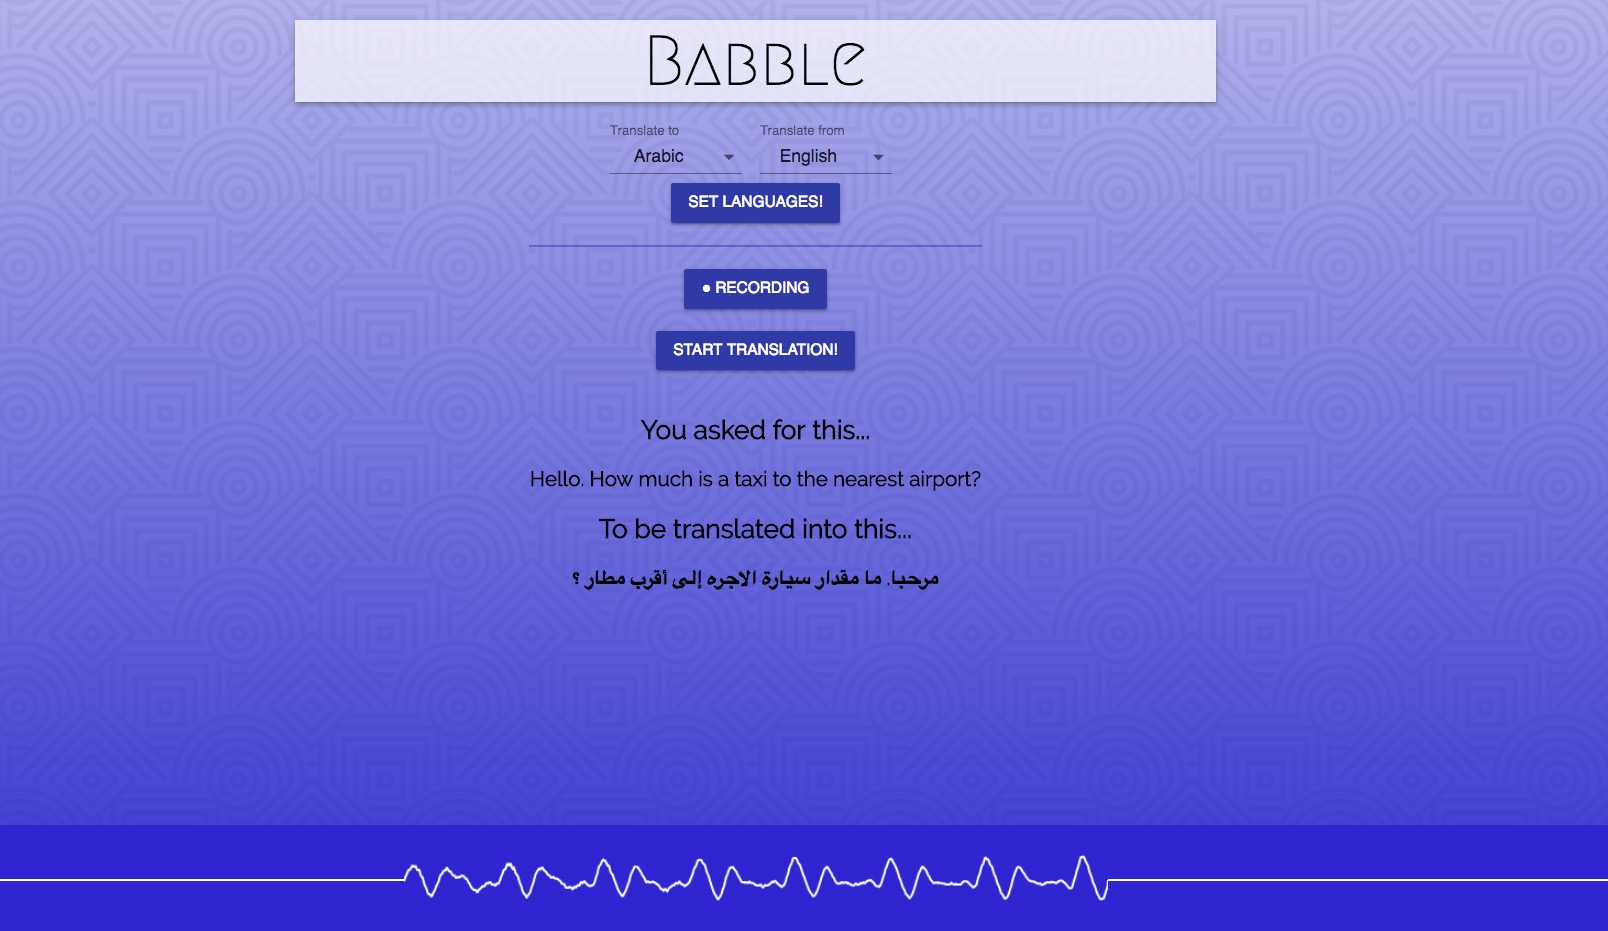 Babble
Translate to Translate from
Arabic English
SET LANGUAGES!
● RECORDING
START TRANSLATION!
You asked for this...
Hello. How much is a taxi to the nearest airport?
To be translated into this...
مرحبا. ما مقدار سيارة الاجره إلى أقرب مطار ؟